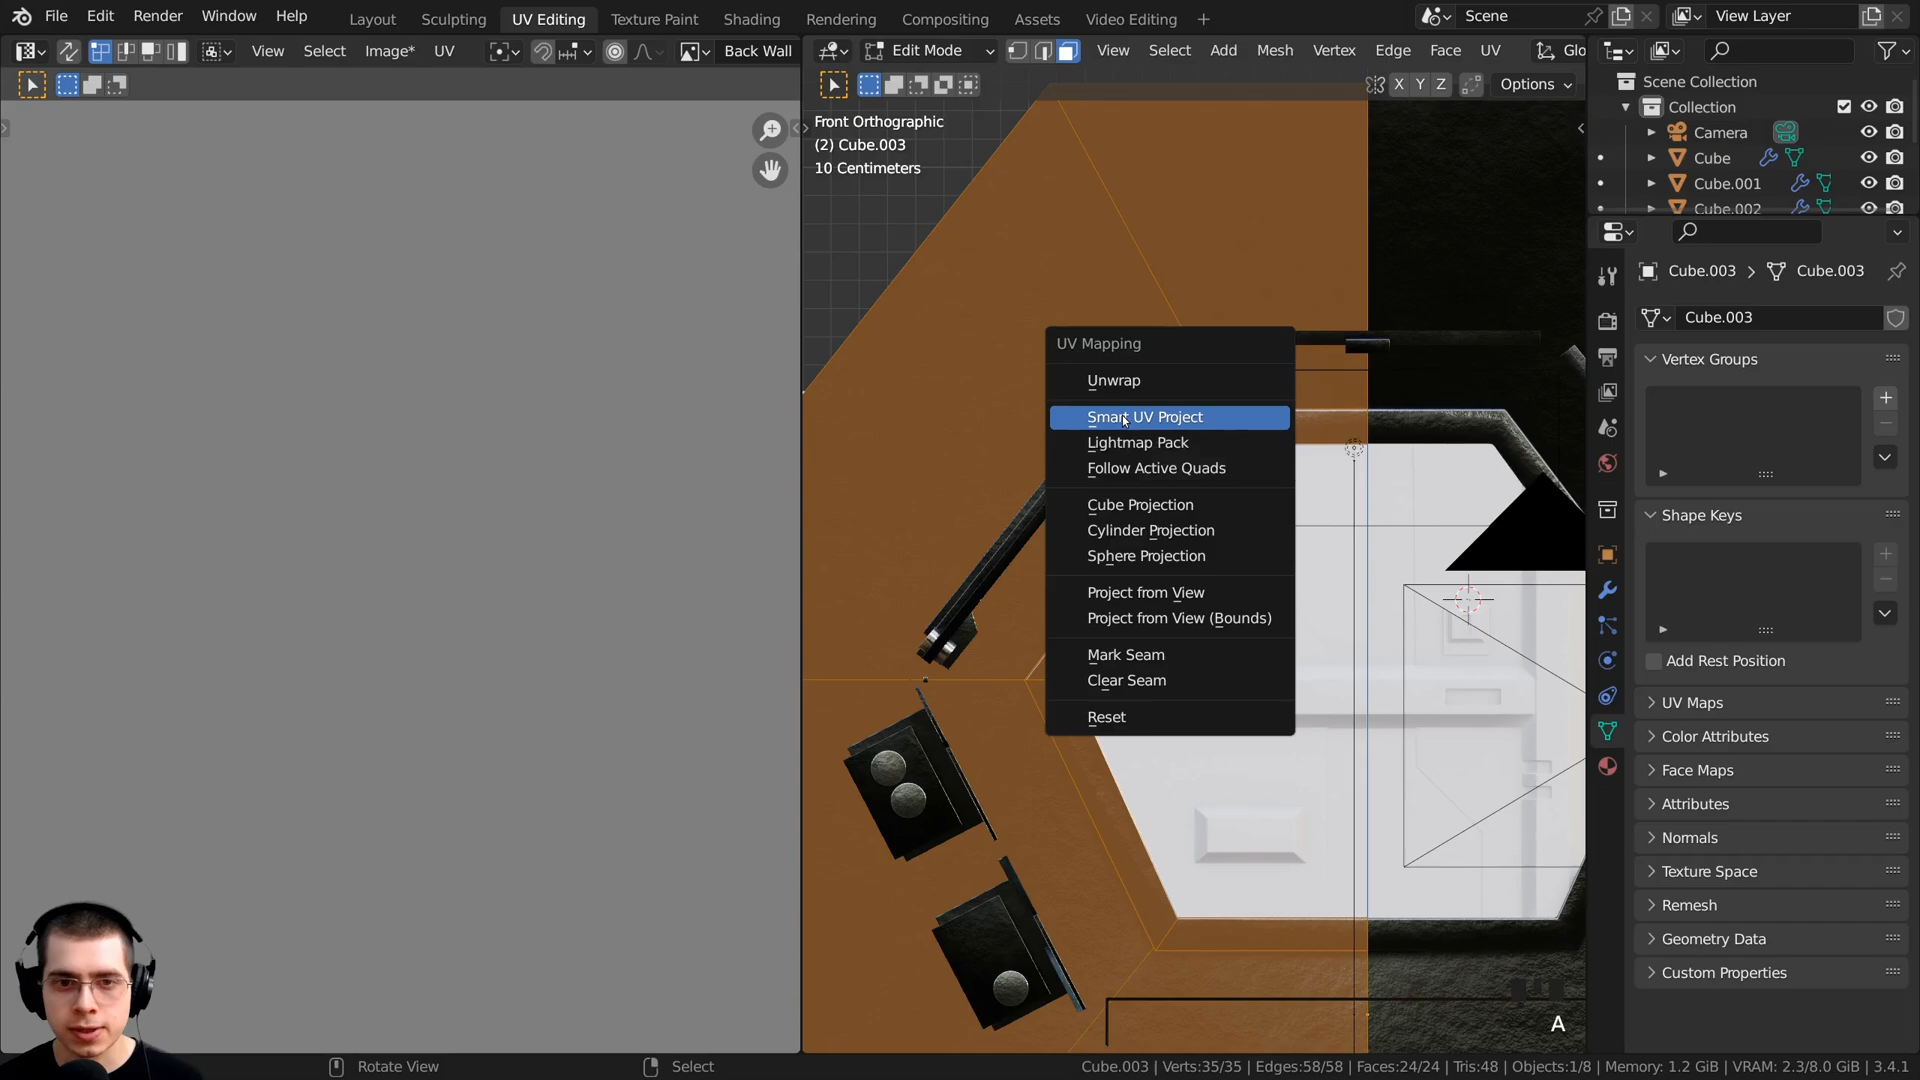 File Edit Render Window Help
Layout Sculpting UV Editing Texture Paint Shading Rendering Compositing Assets Video Editing +
Scene
View Layer
View Select Image* UV
Back Wall
Edit Mode
View Select Add Mesh Vertex Edge Face UV
Glo
X Y Z
Options
Front Orthographic
(2) Cube.003
10 Centimeters
UV Mapping
Unwrap
Smart UV Project
Lightmap Pack
Follow Active Quads
Cube Projection
Cylinder Projection
Sphere Projection
Project from View
Project from View (Bounds)
Mark Seam
Clear Seam
Reset
A
Scene Collection
Collection
Camera
Cube
Cube.001
Cube.002
Cube.003 > Cube.003
Cube.003
Vertex Groups
Shape Keys
Add Rest Position
UV Maps
Color Attributes
Face Maps
Attributes
Normals
Texture Space
Remesh
Geometry Data
Custom Properties
Rotate View
Select
Cube.003 | Verts:35/35 | Edges:58/58 | Faces:24/24 | Tris:48 | Objects:1/8 | Memory: 1.2 GiB | VRAM: 2.3/8.0 GiB | 3.4.1